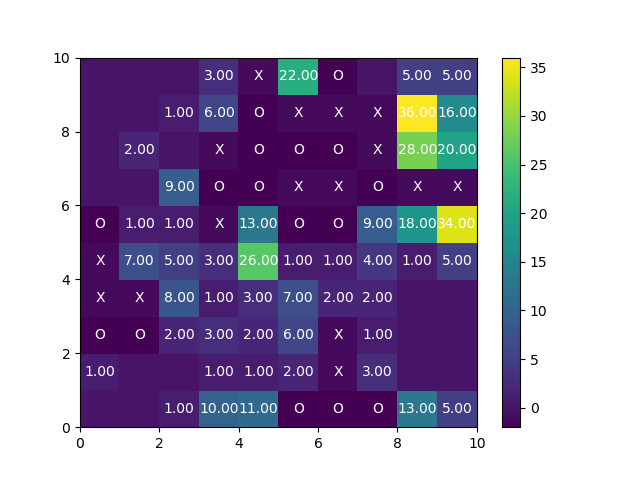 10 3.00 X 22.00 O 5.00 5.00 35
1.00 6.00 O X X X 36.00 16.00 30
8 2.00 X O O O X 28.00 20.00 25
9.00 O O X X O X X
6 O 1.00 1.00 X 13.00 O O 9.00 18.00 34.00 20
X 7.00 5.00 3.00 26.00 1.00 1.00 4.00 1.00 5.00 15
4 X X 8.00 1.00 3.00 7.00 2.00 2.00 10
O O 2.00 3.00 2.00 6.00 X 1.00
2 1.00 1.00 1.00 2.00 X 3.00 5
1.00 10.00 11.00 O O O 13.00 5.00 0
0
0 2 4 6 8 10